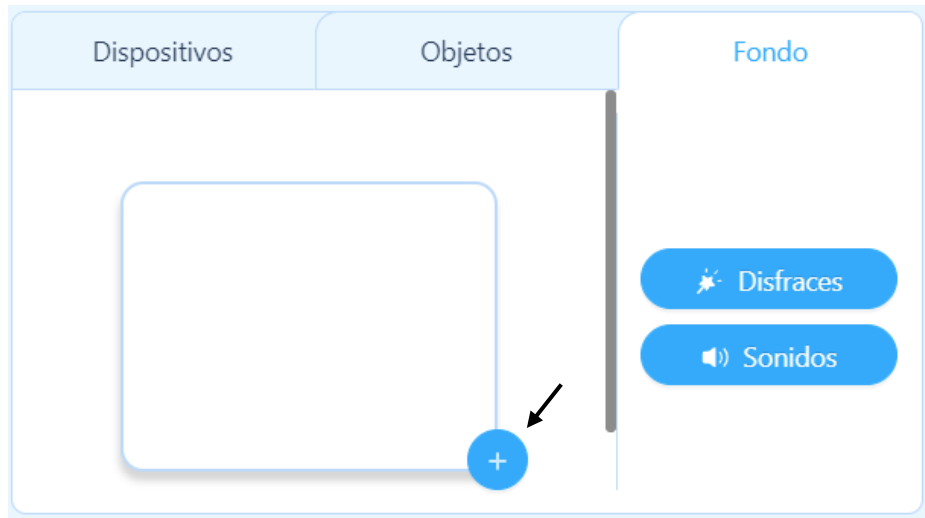 Dispositivos
Objetos
Fondo
Disfraces
Sonidos
+